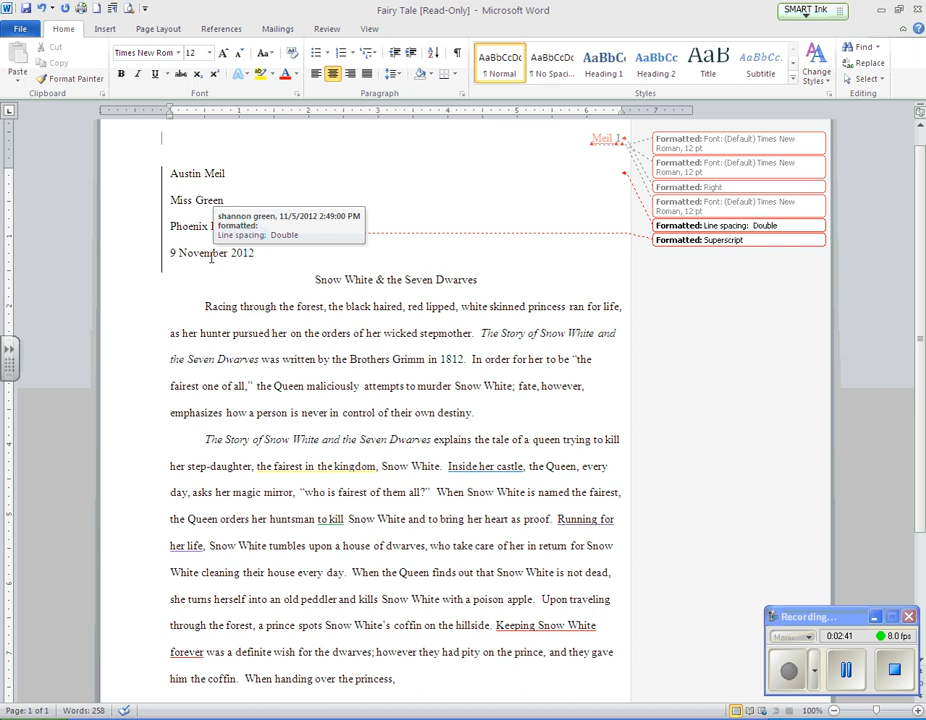 Fairy Tale [Read-Only] - Microsoft Word
SMART Ink
File Home Insert Page Layout References Mailings Review View
Paste
Cut
Copy
Format Painter
Clipboard
Times New Rom 12
Font
Paragraph
AaBbCcDc AaBbCcDc AaBbC AaBbCc AaB AaBbCcL
¶ Normal ¶ No Spaci... Heading 1 Heading 2 Title Subtitle
Change Styles
Styles
Find
Replace
Select
Editing
Meil 1
Austin Meil
Miss Green
Phoenix
9 November 2012
shannon green, 11/5/2012 2:49:00 PM
formatted:
Line spacing: Double
Formatted: Font: (Default) Times New
Roman, 12 pt
Formatted: Font: (Default) Times New
Roman, 12 pt
Formatted: Right
Formatted: Font: (Default) Times New
Roman, 12 pt
Formatted: Line spacing: Double
Formatted: Superscript
Snow White & the Seven Dwarves
Racing through the forest, the black haired, red lipped, white skinned princess ran for life,
as her hunter pursued her on the orders of her wicked stepmother. The Story of Snow White and
the Seven Dwarves was written by the Brothers Grimm in 1812. In order for her to be “the
fairest one of all,” the Queen maliciously attempts to murder Snow White; fate, however,
emphasizes how a person is never in control of their own destiny.
The Story of Snow White and the Seven Dwarves explains the tale of a queen trying to kill
her step-daughter, the fairest in the kingdom, Snow White. Inside her castle, the Queen, every
day, asks her magic mirror, “who is fairest of them all?” When Snow White is named the fairest,
the Queen orders her huntsman to kill Snow White and to bring her heart as proof. Running for
her life, Snow White tumbles upon a house of dwarves, who take care of her in return for Snow
White cleaning their house every day. When the Queen finds out that Snow White is not dead,
she turns herself into an old peddler and kills Snow White with a poison apple. Upon traveling
through the forest, a prince spots Snow White’s coffin on the hillside. Keeping Snow White
forever was a definite wish for the dwarves; however they had pity on the prince, and they gave
him the coffin. When handing over the princess,
Recording...
Menu
0:02:41
8.0 fps
Page: 1 of 1 Words: 258
100%